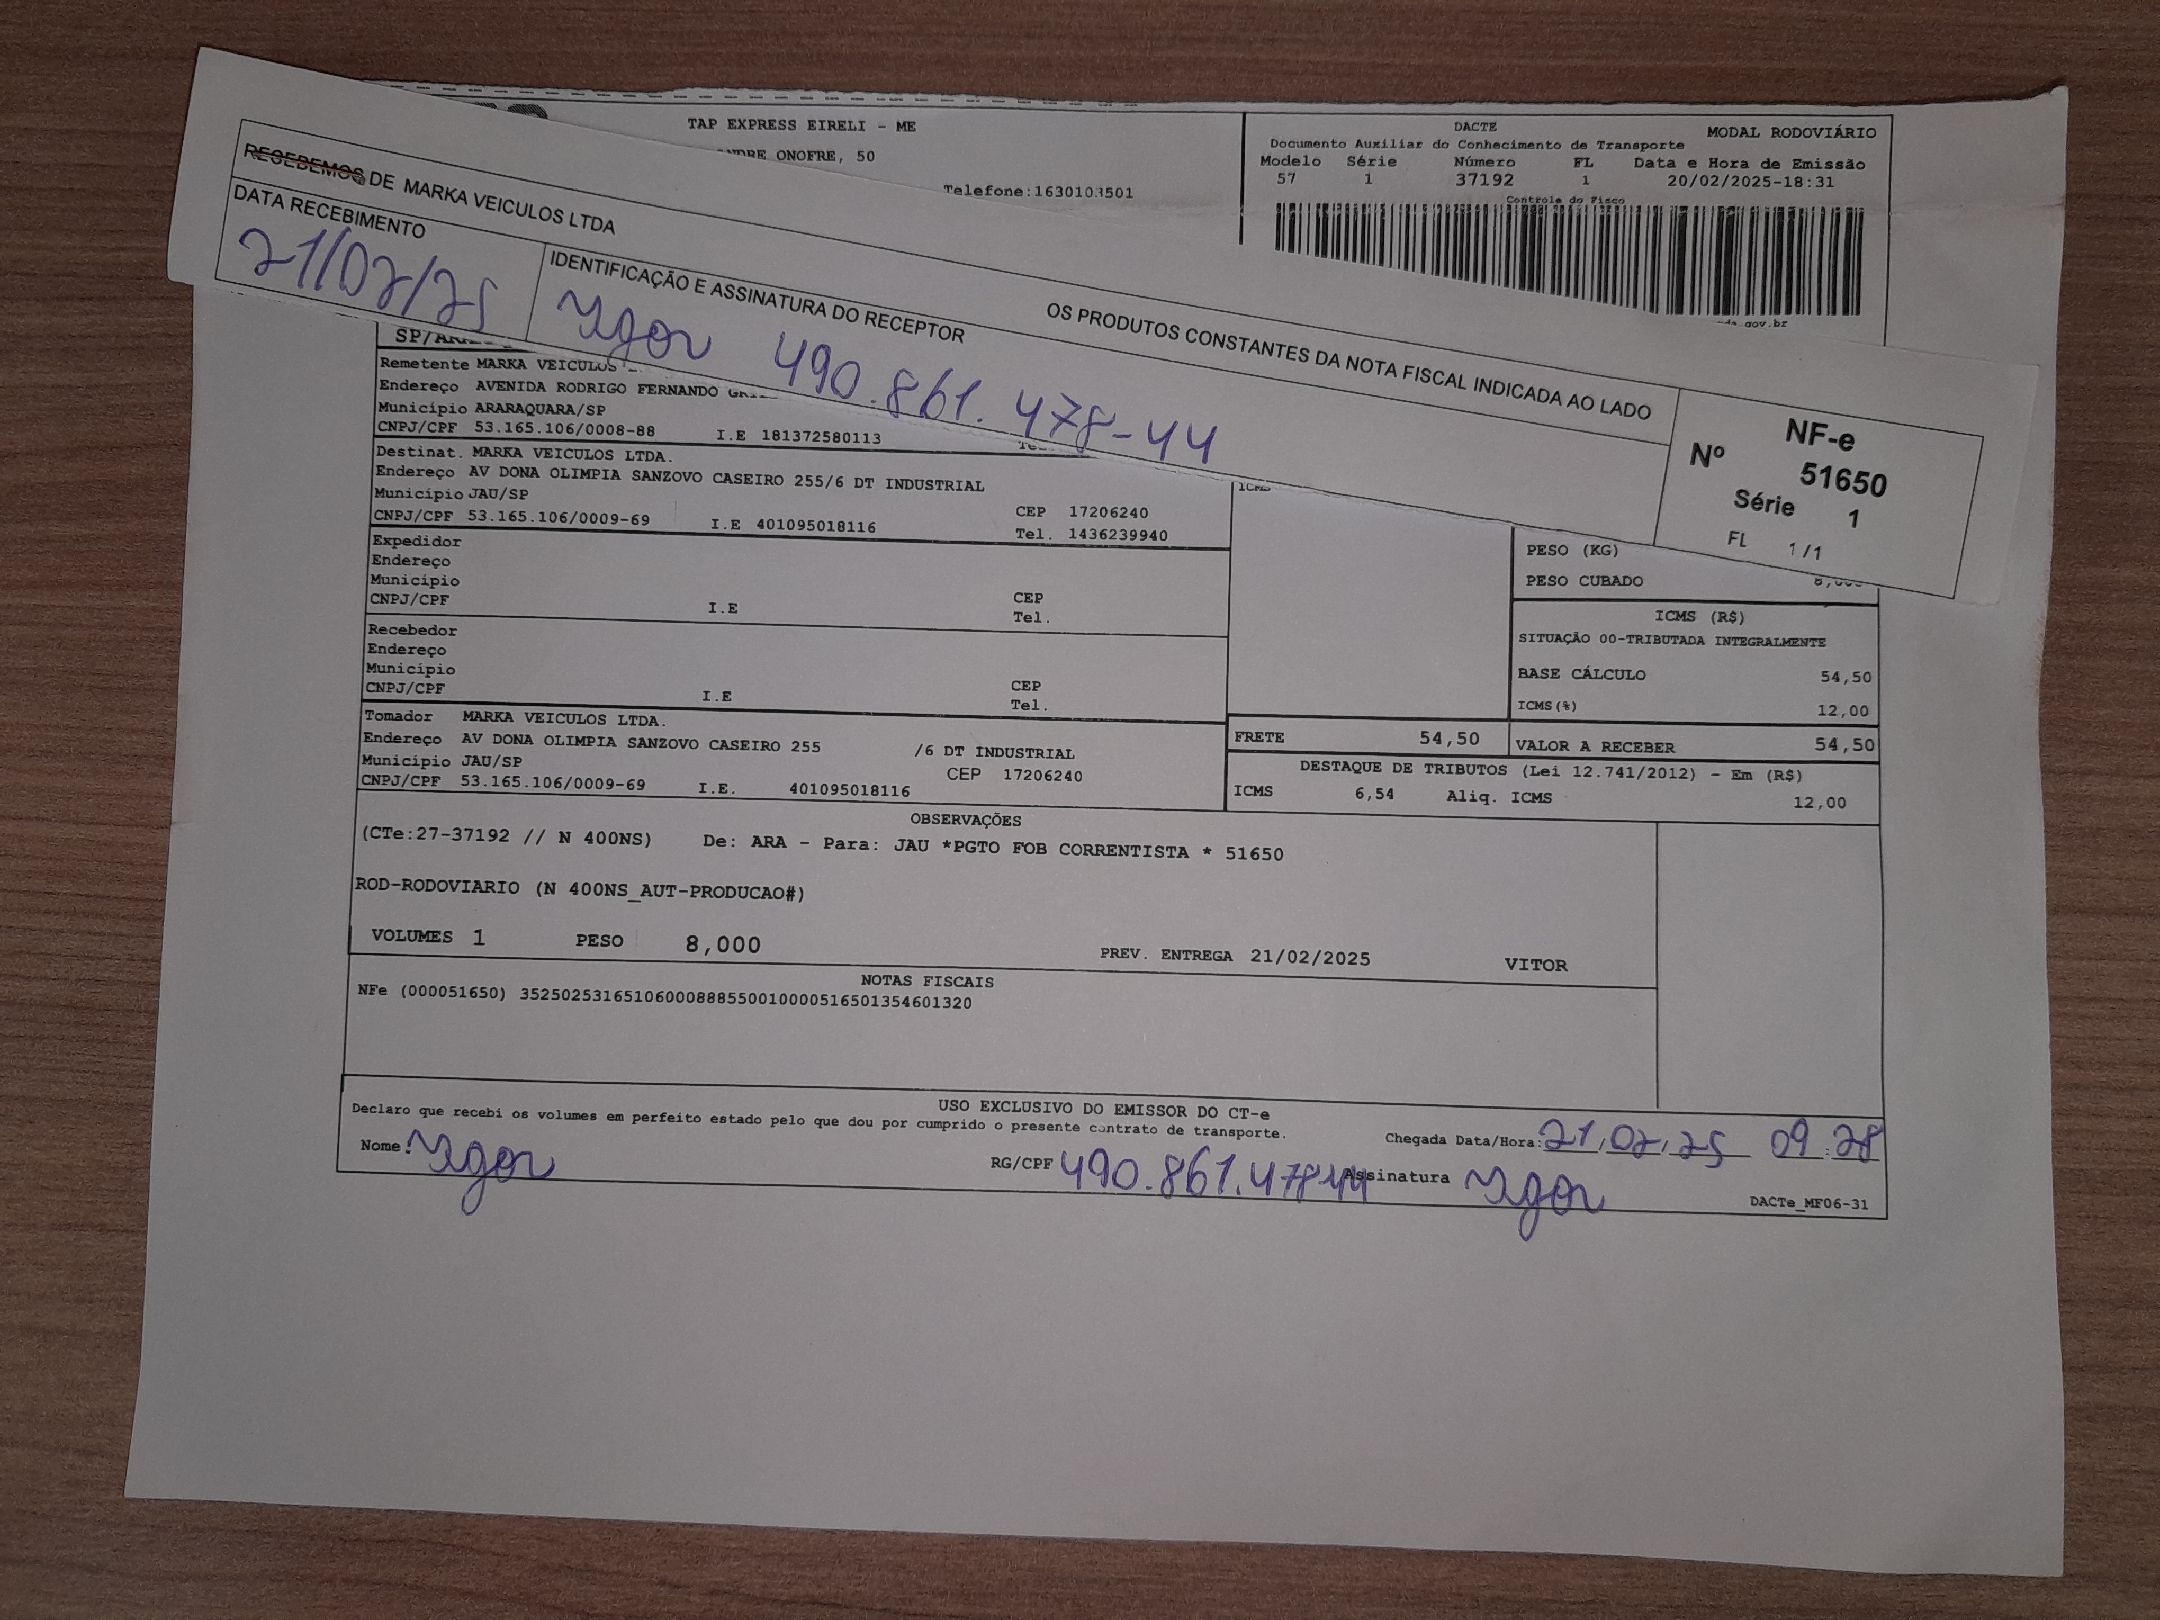 TAP EXPRESS EIRELI - ME
ONOFRE, 50
Telefone:1630103501
DACTE
MODAL RODOVIÁRIO
Documento Auxiliar do Conhecimento de Transporte
Modelo Série Número FL Data e Hora de Emissão
57 1 37192 1 20/02/2025-18:31
Controle do Fisco
RECEBEMOS DE MARKA VEICULOS LTDA
OS PRODUTOS CONSTANTES DA NOTA FISCAL INDICADA AO LADO
DATA RECEBIMENTO
21/02/25
IDENTIFICAÇÃO E ASSINATURA DO RECEPTOR
Igor 490.861.478-44
NF-e
Nº 51650
Série 1
FL 1/1
Remetente MARKA VEICULOS
Endereço AVENIDA RODRIGO FERNANDO
Município ARARAQUARA/SP
CNPJ/CPF 53.165.106/0008-88 I.E 181372580113
Destinat. MARKA VEICULOS LTDA.
Endereço AV DONA OLIMPIA SANZOVO CASEIRO 255/6 DT INDUSTRIAL
Município JAU/SP CEP 17206240
CNPJ/CPF 53.165.106/0009-69 I.E 401095018116 Tel. 1436239940
Expedidor
Endereço
Município CEP
CNPJ/CPF I.E Tel.
Recebedor
Endereço
Município CEP
CNPJ/CPF I.E Tel.
Tomador MARKA VEICULOS LTDA.
Endereço AV DONA OLIMPIA SANZOVO CASEIRO 255 /6 DT INDUSTRIAL
Município JAU/SP CEP 17206240
CNPJ/CPF 53.165.106/0009-69 I.E. 401095018116
PESO (KG)
PESO CUBADO
ICMS (R$)
SITUAÇÃO 00-TRIBUTADA INTEGRALMENTE
BASE CÁLCULO 54,50
ICMS(%) 12,00
FRETE 54,50 VALOR A RECEBER 54,50
DESTAQUE DE TRIBUTOS (Lei 12.741/2012) - Em (R$)
ICMS 6,54 Aliq. ICMS 12,00
OBSERVAÇÕES
(CTe:27-37192 // N 400NS) De: ARA - Para: JAU *PGTO FOB CORRENTISTA * 51650
ROD-RODOVIARIO (N 400NS_AUT-PRODUCAO#)
VOLUMES 1 PESO 8,000 PREV. ENTREGA 21/02/2025 VITOR
NOTAS FISCAIS
NFe (000051650) 35250253165106000888550010000516501354601320
USO EXCLUSIVO DO EMISSOR DO CT-e
Declaro que recebi os volumes em perfeito estado pelo que dou por cumprido o presente contrato de transporte.
Chegada Data/Hora: 21,02,25 09:28
Nome: Igor RG/CPF 490.861.478-44 Assinatura Igor
DACTe_MF06-31